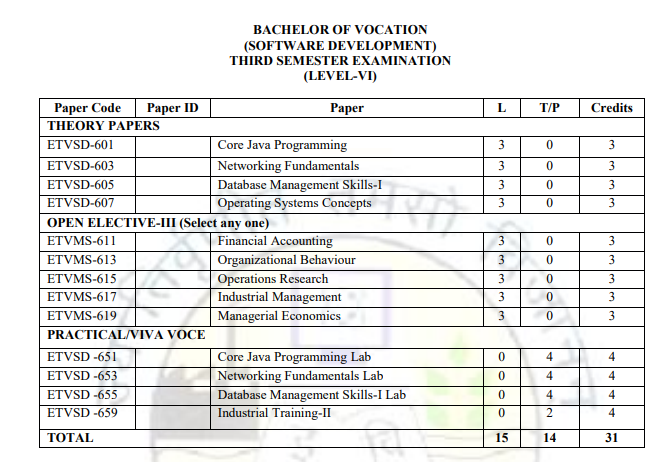 BACHELOR OF VOCATION
(SOFTWARE DEVELOPMENT)
THIRD SEMESTER EXAMINATION
(LEVEL-VI)
Paper Code Paper ID Paper L T/P Credits
THEORY PAPERS
ETVSD-601 Core Java Programming 3 0 3
ETVSD-603 Networking Fundamentals 3 0 3
ETVSD-605 Database Management Skills-I 3 0 3
ETVSD-607 Operating Systems Concepts 3 0 3
OPEN ELECTIVE-III (Select any one)
ETVMS-611 Financial Accounting 3 0 3
ETVMS-613 Organizational Behaviour 3 0 3
ETVMS-615 Operations Research 3 0 3
ETVMS-617 Industrial Management 3 0 3
ETVMS-619 Managerial Economics 3 0 3
PRACTICAL/VIVA VOCE
ETVSD -651 Core Java Programming Lab 0 4 4
ETVSD -653 Networking Fundamentals Lab 0 4 4
ETVSD -655 Database Management Skills-I Lab 0 4 4
ETVSD -659 Industrial Training-II 0 2 4
TOTAL 15 14 31